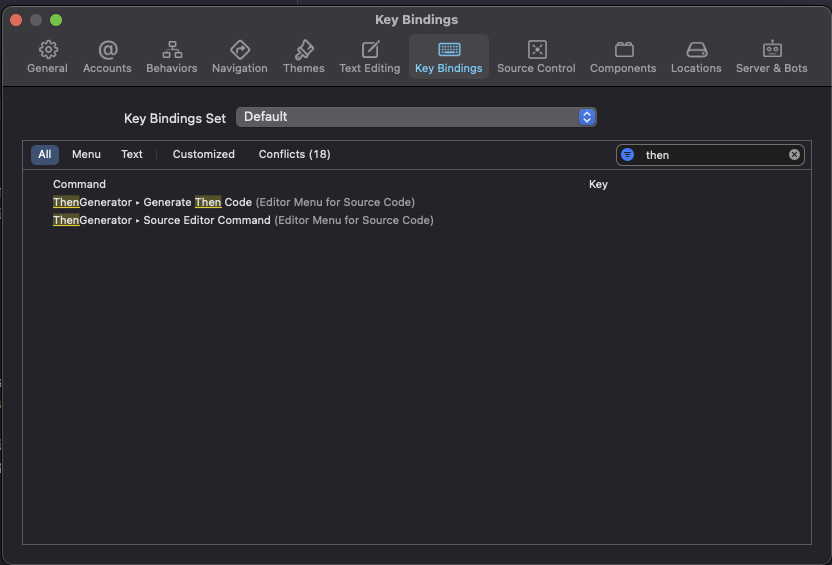 Key Bindings
General Accounts Behaviors Navigation Themes Text Editing Key Bindings Source Control Components Locations Server & Bots
Key Bindings Set Default
All Menu Text Customized Conflicts (18) then
Command Key
ThenGenerator ▸ Generate Then Code (Editor Menu for Source Code)
ThenGenerator ▸ Source Editor Command (Editor Menu for Source Code)